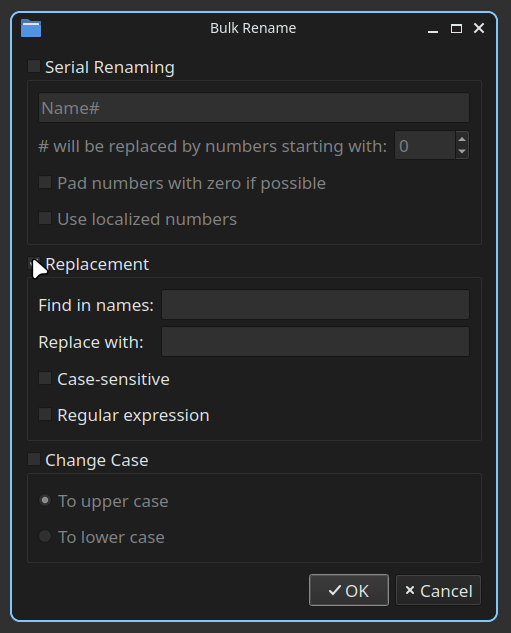 Bulk Rename
Serial Renaming
Name#
# will be replaced by numbers starting with: 0
Pad numbers with zero if possible
Use localized numbers
Replacement
Find in names:
Replace with:
Case-sensitive
Regular expression
Change Case
To upper case
To lower case
OK Cancel